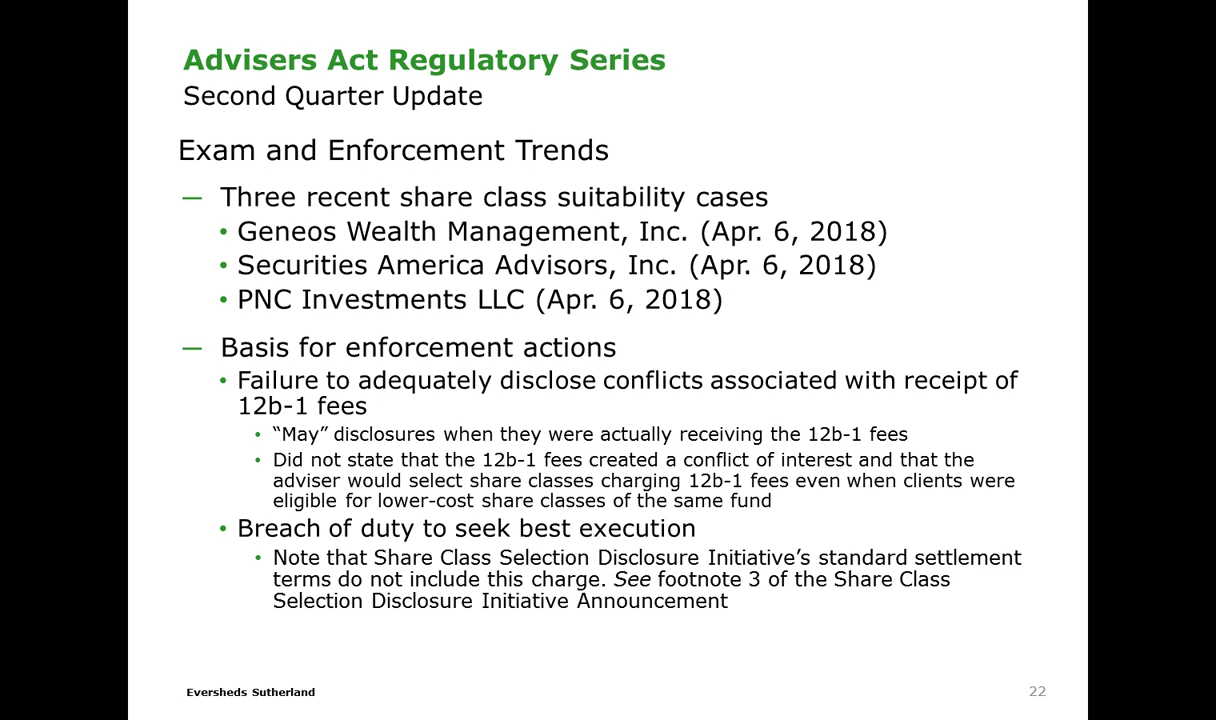 Advisers Act Regulatory Series
Second Quarter Update
Exam and Enforcement Trends
— Three recent share class suitability cases
• Geneos Wealth Management, Inc. (Apr. 6, 2018)
• Securities America Advisors, Inc. (Apr. 6, 2018)
• PNC Investments LLC (Apr. 6, 2018)
— Basis for enforcement actions
• Failure to adequately disclose conflicts associated with receipt of
12b-1 fees
• “May” disclosures when they were actually receiving the 12b-1 fees
• Did not state that the 12b-1 fees created a conflict of interest and that the
adviser would select share classes charging 12b-1 fees even when clients were
eligible for lower-cost share classes of the same fund
• Breach of duty to seek best execution
• Note that Share Class Selection Disclosure Initiative’s standard settlement
terms do not include this charge. See footnote 3 of the Share Class
Selection Disclosure Initiative Announcement
Eversheds Sutherland
22